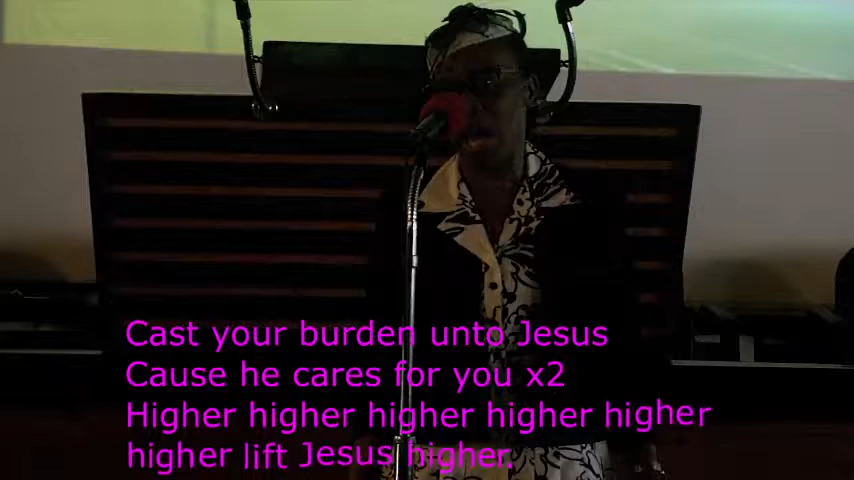 Cast your burden unto Jesus
Cause he cares for you x2
Higher higher higher higher higher
higher lift Jesus higher.